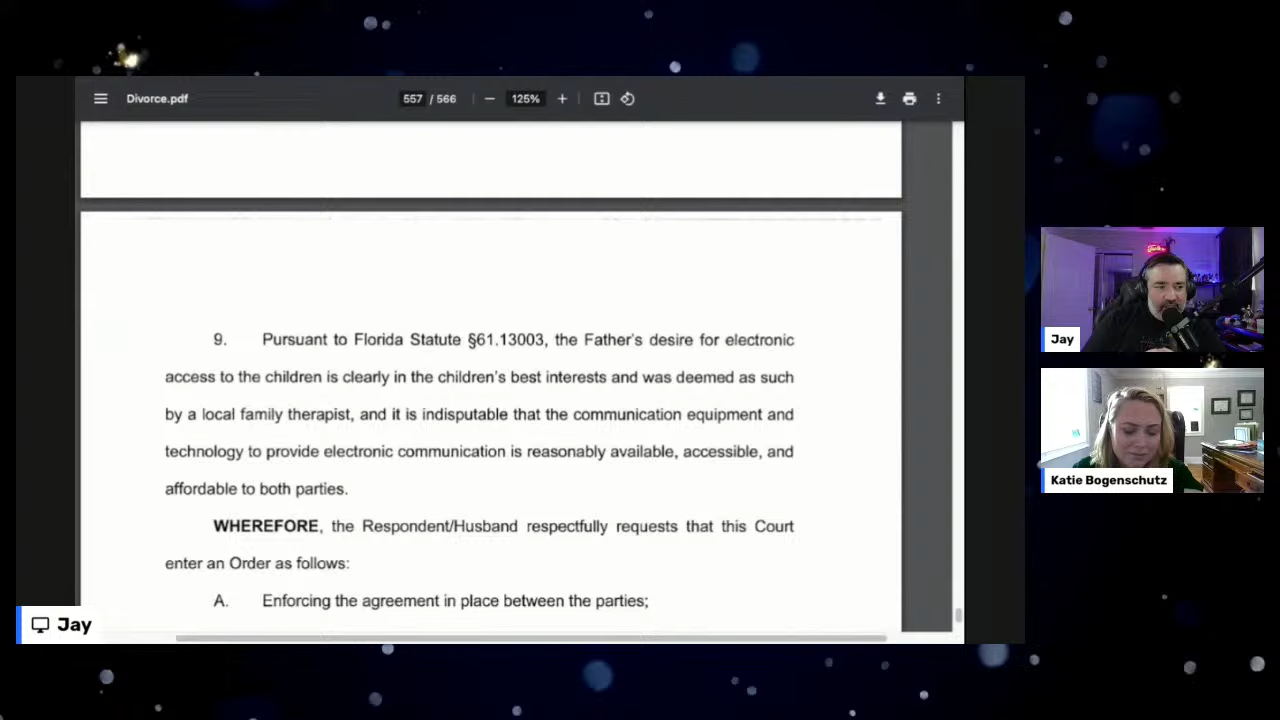 Divorce.pdf
557 / 566
125%
9. Pursuant to Florida Statute §61.13003, the Father's desire for electronic
access to the children is clearly in the children's best interests and was deemed as such
by a local family therapist, and it is indisputable that the communication equipment and
technology to provide electronic communication is reasonably available, accessible, and
affordable to both parties.
WHEREFORE, the Respondent/Husband respectfully requests that this Court
enter an Order as follows:
A. Enforcing the agreement in place between the parties;
Jay
Jay
Katie Bogenschutz